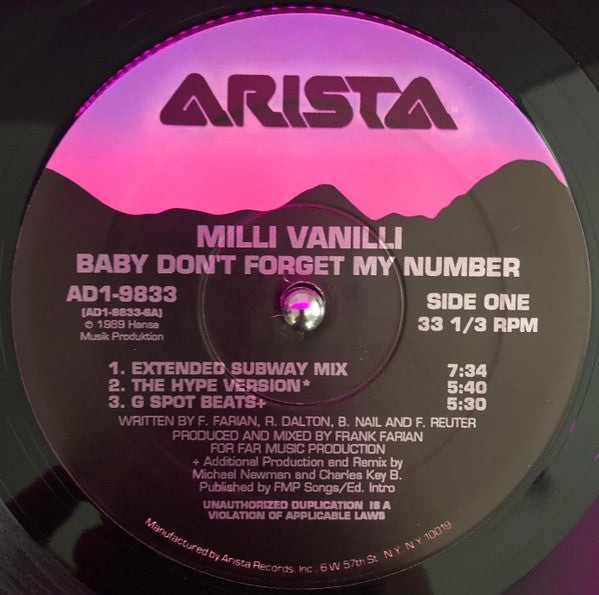 ARISTA
MILLI VANILLI
BABY DON'T FORGET MY NUMBER
AD1-9833
(AD1-9833-SA)
© 1989 Hansa
Musik Produktion
SIDE ONE
33 1/3 RPM
1. EXTENDED SUBWAY MIX 7:34
2. THE HYPE VERSION* 5:40
3. G SPOT BEATS+ 5:30
WRITTEN BY F. FARIAN, R. DALTON, B. NAIL AND F. REUTER
PRODUCED AND MIXED BY FRANK FARIAN
FOR FAR MUSIC PRODUCTION
+ Additional Production and Remix by
Michael Newman and Charles Key B.
Published by FMP Songs/Ed. Intro
UNAUTHORIZED DUPLICATION IS A
VIOLATION OF APPLICABLE LAWS
Manufactured by Arista Records, Inc., 6 W 57th St. N.Y. N.Y. 10019